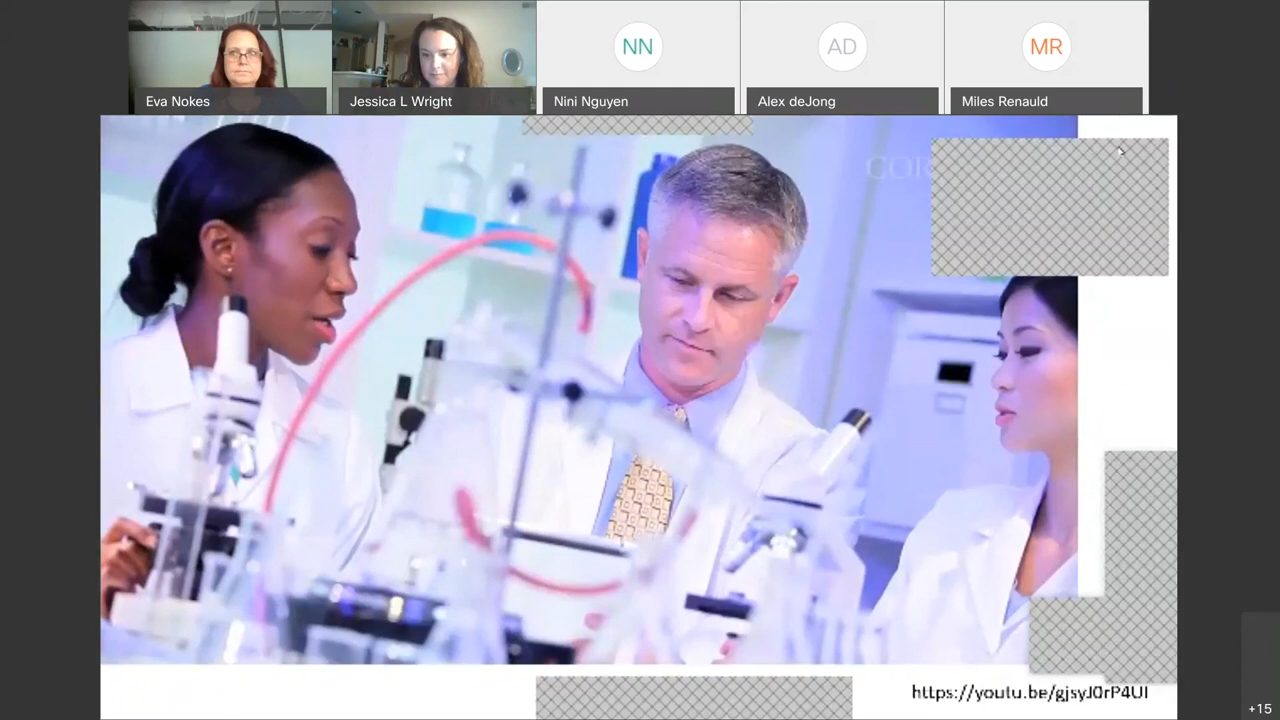 NN
AD
MR
Eva Nokes
Jessica L Wright
Nini Nguyen
Alex deJong
Miles Renauld
https://youtu.be/gjsyJ0rP4UI
+15